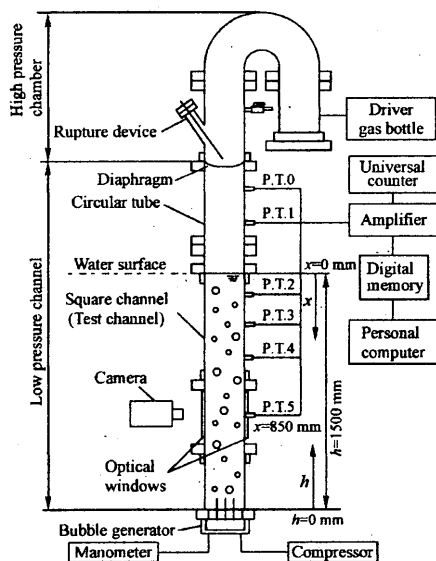 High pressure
chamber
Rupture device
Driver
gas bottle
Diaphragm
Circular tube
P.T.0
Universal
counter
P.T.1
Amplifier
Water surface
x=0 mm
Low pressure channel
Square channel
(Test channel)
P.T.2
x
Digital
memory
P.T.3
P.T.4
Personal
computer
Camera
P.T.5
x=850 mm
h=1500 mm
Optical
windows
h
h=0 mm
Bubble generator
Manometer
Compressor